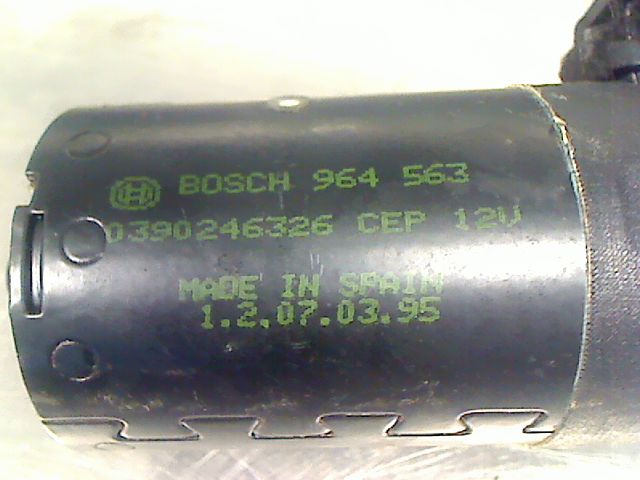 BOSCH 964 563
0390246326 CEP 12V
MADE IN SPAIN
1.2.07.03.95